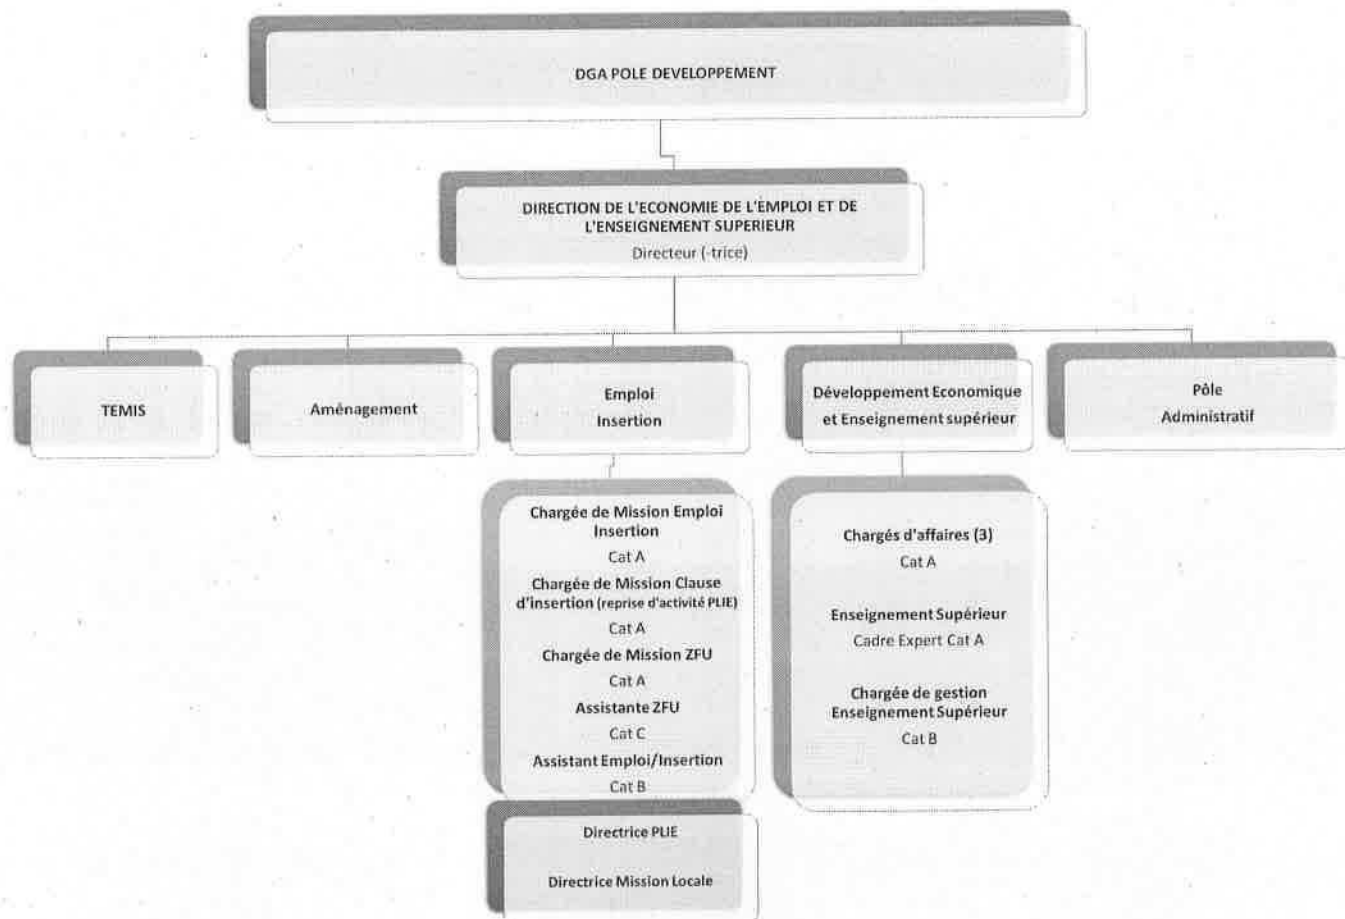 DGA POLE DEVELOPPEMENT
DIRECTION DE L'ECONOMIE DE L'EMPLOI ET DE
L'ENSEIGNEMENT SUPERIEUR
Directeur (-trice)
TEMIS
Aménagement
Emploi
Insertion
Développement Economique
et Enseignement supérieur
Pôle
Administratif
Chargée de Mission Emploi
Insertion
Cat A
Chargée de Mission Clause
d'insertion (reprise d'activité PLIE)
Cat A
Chargée de Mission ZFU
Cat A
Assistante ZFU
Cat C
Assistant Emploi/Insertion
Cat B
Directrice PLIE
Directrice Mission Locale
Chargés d'affaires (3)
Cat A
Enseignement Supérieur
Cadre Expert Cat A
Chargée de gestion
Enseignement Supérieur
Cat B